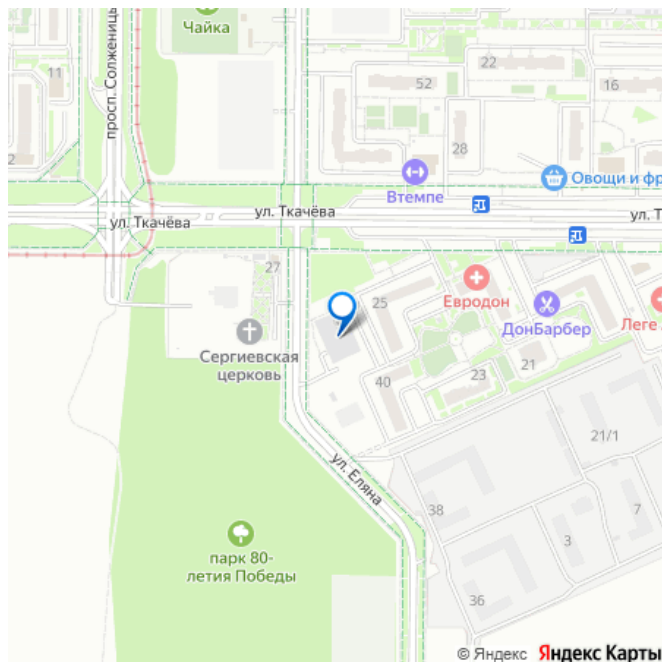 Чайка
просп. Солженицы
11
22
52
16
28
2
Втемпе
Овощи и фр
ул. Ткачёва
ул. Ткачёва
ул. Т
27
25
Евродон
ДонБарбер
Леге
Сергиевская
церковь
40
23
21
21/1
ул. Еляна
38
7
3
парк 80-
летия Победы
36
© Яндекс Яндекс Карты